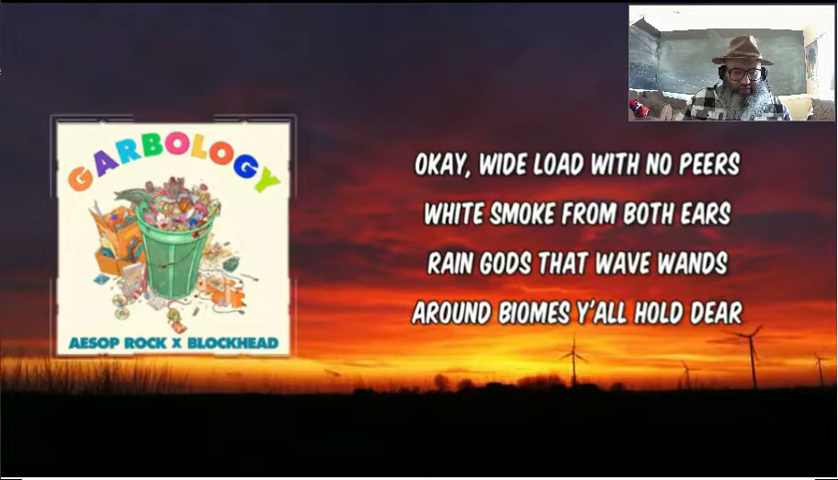 GARBOLOGY
AESOP ROCK X BLOCKHEAD
OKAY, WIDE LOAD WITH NO PEERS
WHITE SMOKE FROM BOTH EARS
RAIN GODS THAT WAVE WANDS
AROUND BIOMES Y'ALL HOLD DEAR